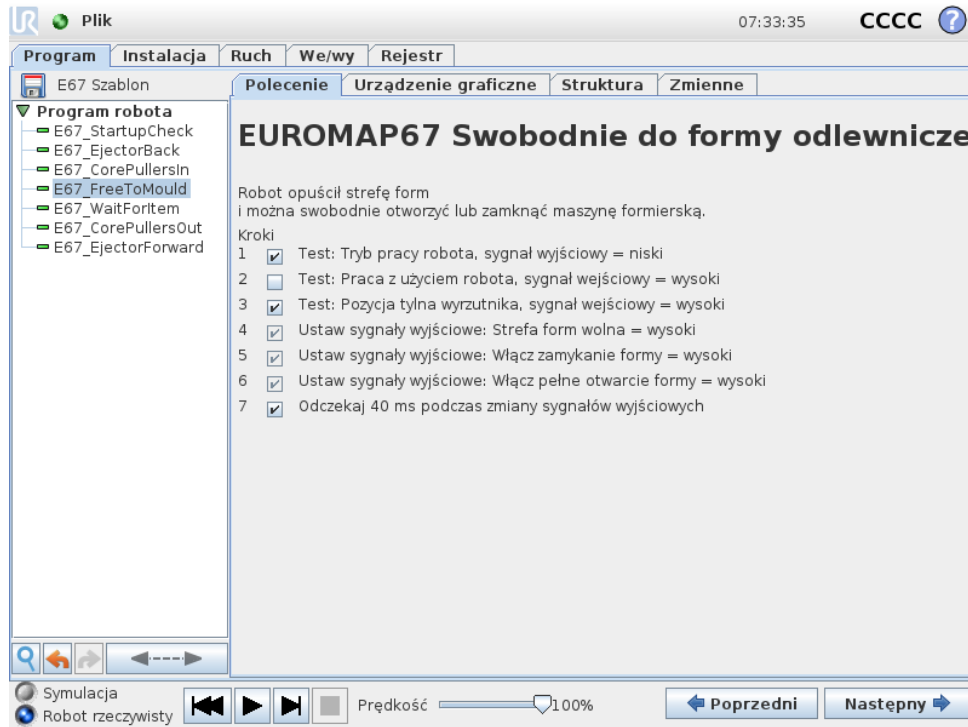 UR Plik 07:33:35 CCCC ?
Program Instalacja Ruch We/wy Rejestr
E67 Szablon
Polecenie Urządzenie graficzne Struktura Zmienne
Program robota
E67_StartupCheck
E67_EjectorBack
E67_CorePullersIn
E67_FreeToMould
E67_WaitForItem
E67_CorePullersOut
E67_EjectorForward
EUROMAP67 Swobodnie do formy odlewnicze
Robot opuścił strefę form
i można swobodnie otworzyć lub zamknąć maszynę formierską.
Kroki
1 Test: Tryb pracy robota, sygnał wyjściowy = niski
2 Test: Praca z użyciem robota, sygnał wejściowy = wysoki
3 Test: Pozycja tylna wyrzutnika, sygnał wejściowy = wysoki
4 Ustaw sygnały wyjściowe: Strefa form wolna = wysoki
5 Ustaw sygnały wyjściowe: Włącz zamykanie formy = wysoki
6 Ustaw sygnały wyjściowe: Włącz pełne otwarcie formy = wysoki
7 Odczekaj 40 ms podczas zmiany sygnałów wyjściowych
Symulacja
Robot rzeczywisty
Prędkość 100%
Poprzedni Następny